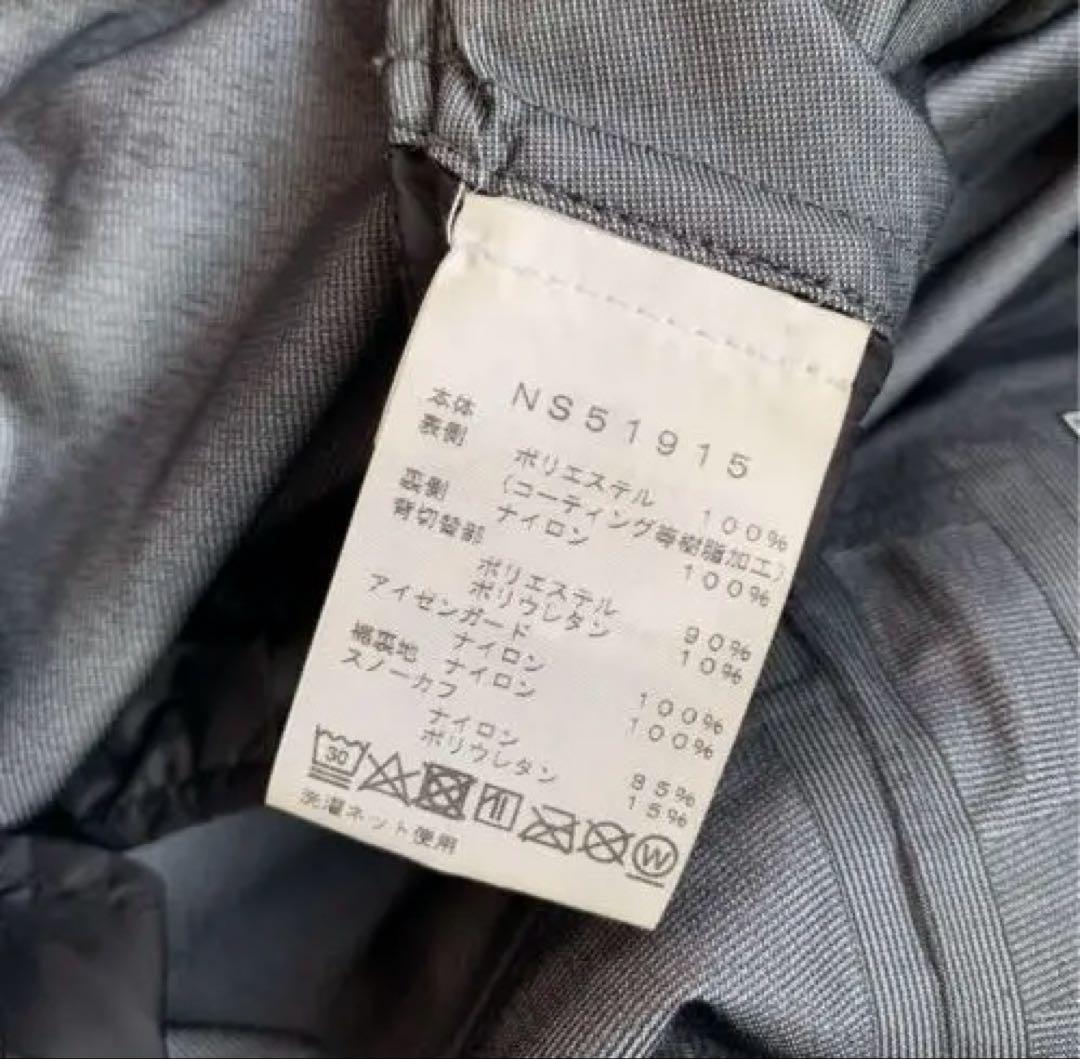 NS51915
本体
表側
ポリエステル 100%
(コーティング等樹脂加工)
裏側 ナイロン 100%
背切替部
ポリエステル 90%
ポリウレタン 10%
アイゼンガード
ナイロン 100%
裾裏地 ナイロン 100%
スノーカフ
ナイロン 85%
ポリウレタン 15%
30
W
洗濯ネット使用